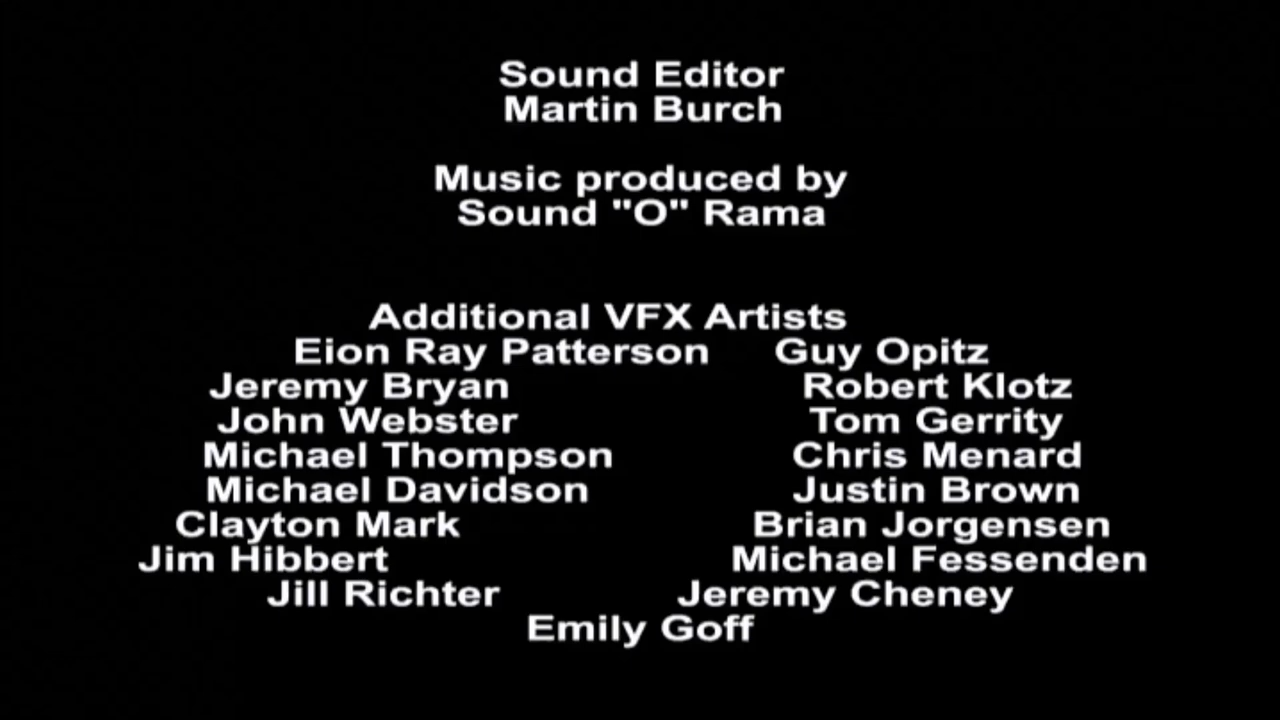 Sound Editor
Martin Burch
Music produced by
Sound "O" Rama
Additional VFX Artists
Eion Ray Patterson Guy Opitz
Jeremy Bryan Robert Klotz
John Webster Tom Gerrity
Michael Thompson Chris Menard
Michael Davidson Justin Brown
Clayton Mark Brian Jorgensen
Jim Hibbert Michael Fessenden
Jill Richter Jeremy Cheney
Emily Goff